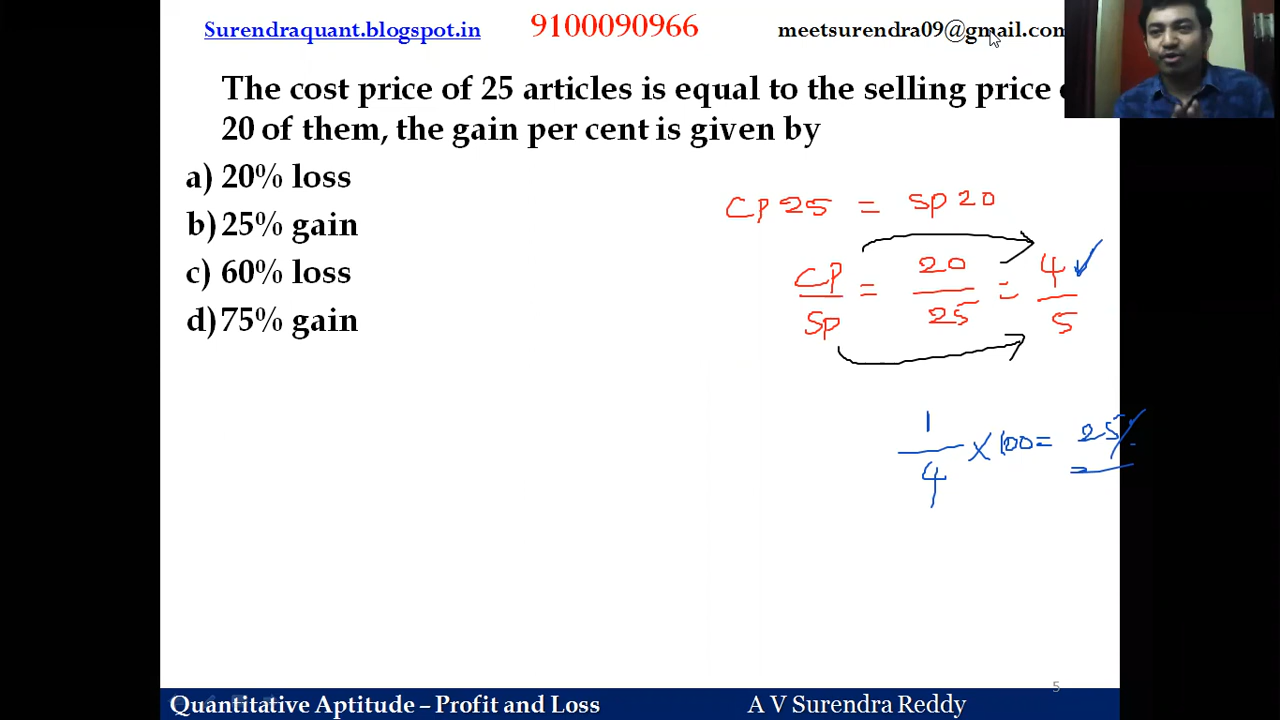 Surendraquant.blogspot.in 9100090966 meetsurendra09@gmail.com
The cost price of 25 articles is equal to the selling price
20 of them, the gain per cent is given by
a) 20% loss
b) 25% gain
c) 60% loss
d) 75% gain
CP 25 = SP 20
CP/SP = 20/25 = 4/5 ✓
1/4 × 100 = 25%
5
Quantitative Aptitude – Profit and Loss A V Surendra Reddy